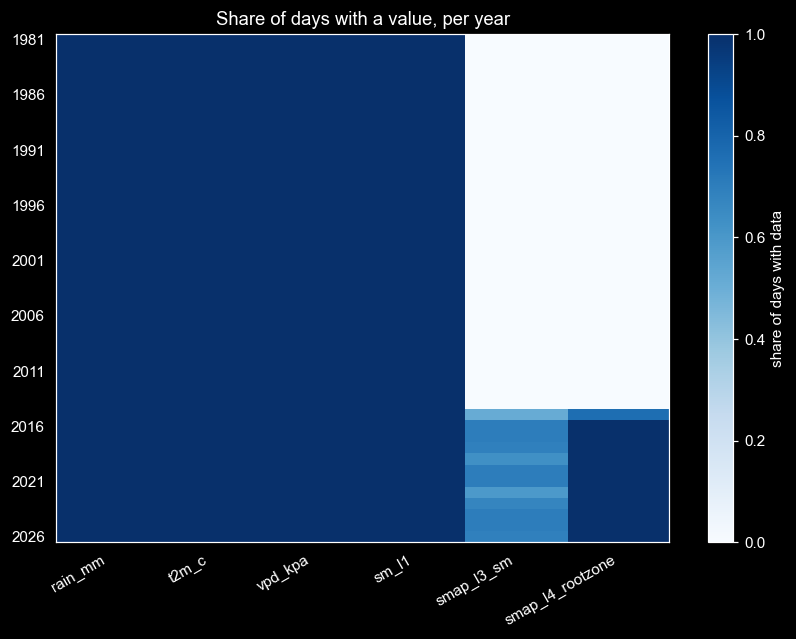 Share of days with a value, per year
1981
1986
1991
1996
2001
2006
2011
2016
2021
2026
rain_mm
t2m_c
vpd_kpa
sm_l1
smap_l3_sm
smap_l4_rootzone
1.0
0.8
0.6
0.4
0.2
0.0
share of days with data